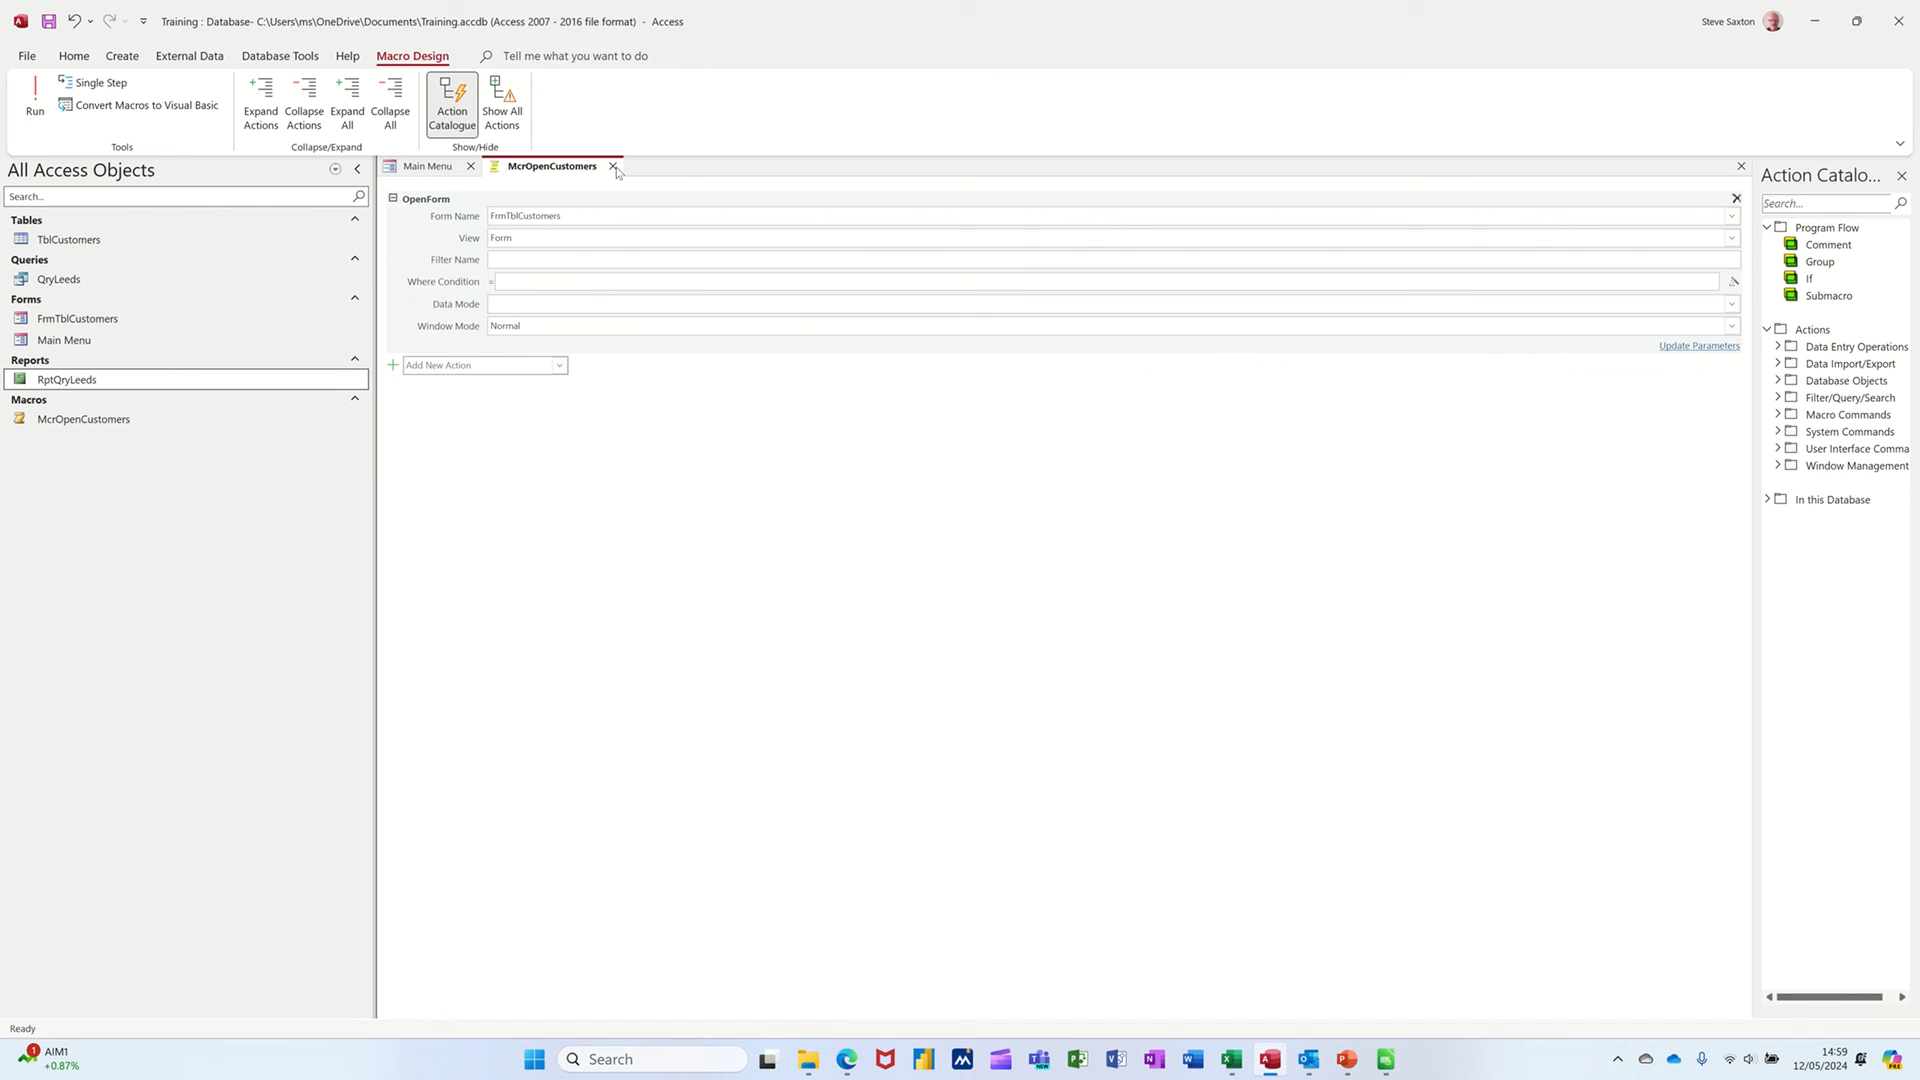 Training : Database- C:\Users\ms\OneDrive\Documents\Training.accdb (Access 2007 - 2016 file format) - Access
Steve Saxton
File Home Create External Data Database Tools Help Macro Design Tell me what you want to do
Run
Single Step
Convert Macros to Visual Basic
Tools
Expand Actions
Collapse Actions
Expand All
Collapse All
Collapse/Expand
Action Catalogue
Show All Actions
Show/Hide
All Access Objects
Search...
Tables
TblCustomers
Queries
QryLeeds
Forms
FrmTblCustomers
Main Menu
Reports
RptQryLeeds
Macros
McrOpenCustomers
Main Menu
McrOpenCustomers
OpenForm
Form Name FrmTblCustomers
View Form
Filter Name
Where Condition =
Data Mode
Window Mode Normal
Update Parameters
Add New Action
Action Catalo...
Search...
Program Flow
Comment
Group
If
Submacro
Actions
Data Entry Operations
Data Import/Export
Database Objects
Filter/Query/Search
Macro Commands
System Commands
User Interface Comma
Window Management
In this Database
Ready
1
AIM1
+0.87%
Search
NEW
14:59
12/05/2024
PRE